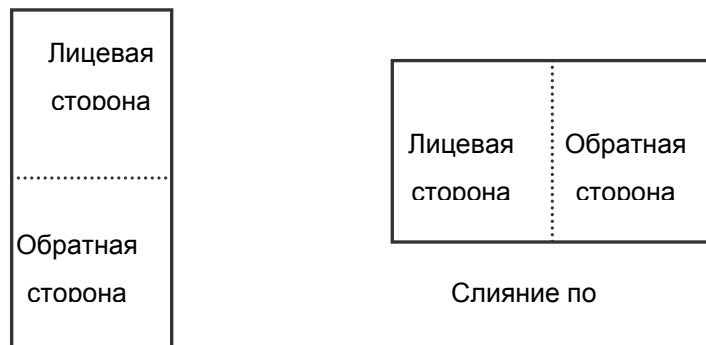 Лицевая
сторона
Обратная
сторона
Лицевая
сторона
Обратная
сторона
Слияние по